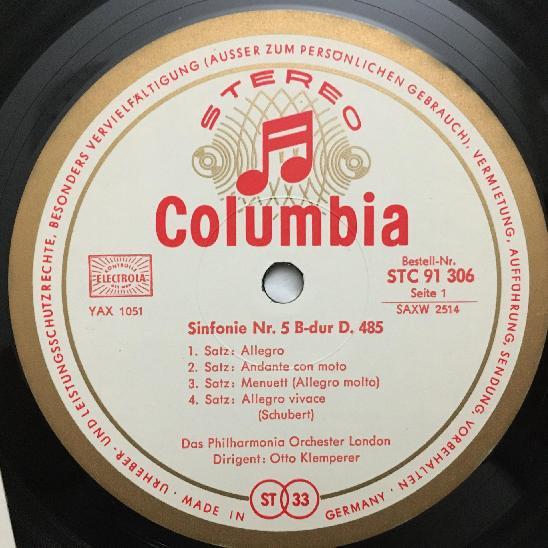 URHEBER- UND LEISTUNGSSCHUTZRECHTE, BESONDERS VERVIELFÄLTIGUNG (AUSSER ZUM PERSÖNLICHEN GEBRAUCH), VERMIETUNG, AUFFÜHRUNG, SENDUNG, VORBEHALTEN ·
STEREO
Columbia
ELECTROLA
YAX 1051
Bestell-Nr.
STC 91 306
Seite 1
SAXW 2514
Sinfonie Nr. 5 B-dur D. 485
1. Satz: Allegro
2. Satz: Andante con moto
3. Satz: Menuett (Allegro molto)
4. Satz: Allegro vivace
(Schubert)
Das Philharmonia Orchester London
Dirigent: Otto Klemperer
· MADE IN GERMANY ·
ST 33